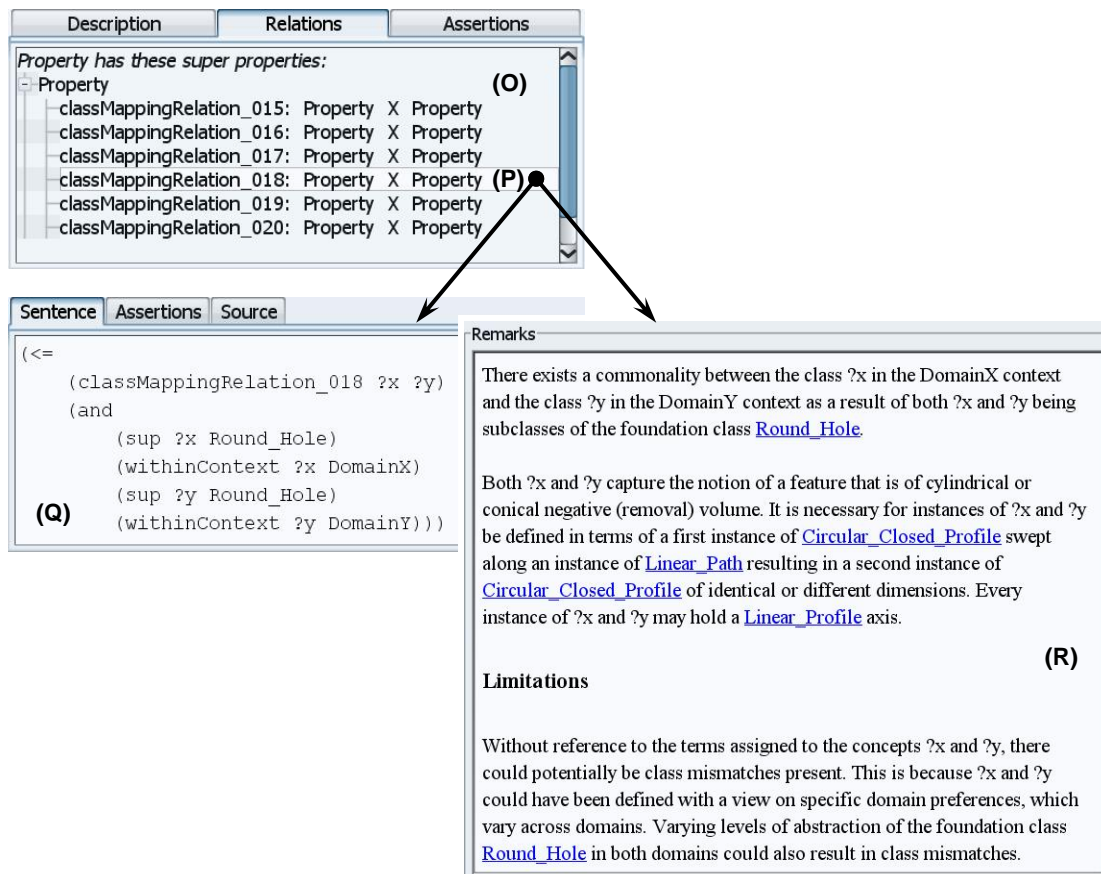 Description Relations Assertions
Property has these super properties:
(O)
Property
classMappingRelation_015: Property X Property
classMappingRelation_016: Property X Property
classMappingRelation_017: Property X Property
classMappingRelation_018: Property X Property (P)
classMappingRelation_019: Property X Property
classMappingRelation_020: Property X Property
Sentence Assertions Source
(<=
(classMappingRelation_018 ?x ?y)
(and
(sup ?x Round_Hole)
(withinContext ?x DomainX)
(sup ?y Round_Hole)
(Q)
(withinContext ?y DomainY)))
Remarks
There exists a commonality between the class ?x in the DomainX context
and the class ?y in the DomainY context as a result of both ?x and ?y being
subclasses of the foundation class Round_Hole.
Both ?x and ?y capture the notion of a feature that is of cylindrical or
conical negative (removal) volume. It is necessary for instances of ?x and ?y
be defined in terms of a first instance of Circular_Closed_Profile swept
along an instance of Linear_Path resulting in a second instance of
Circular_Closed_Profile of identical or different dimensions. Every
instance of ?x and ?y may hold a Linear_Profile axis.
(R)
Limitations
Without reference to the terms assigned to the concepts ?x and ?y, there
could potentially be class mismatches present. This is because ?x and ?y
could have been defined with a view on specific domain preferences, which
vary across domains. Varying levels of abstraction of the foundation class
Round_Hole in both domains could also result in class mismatches.